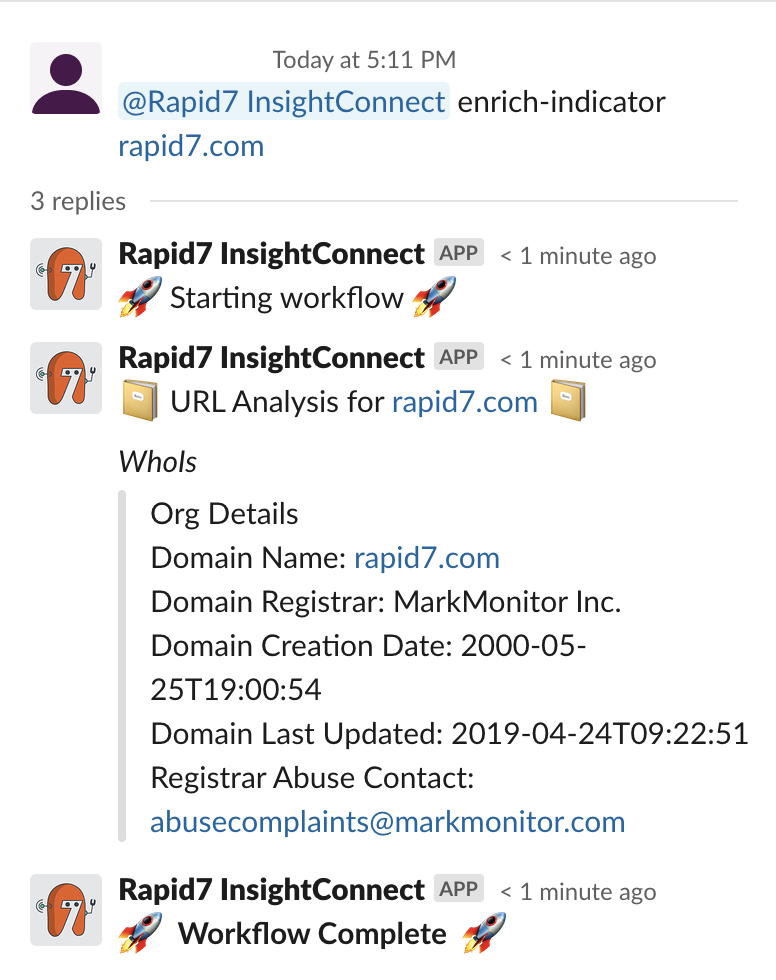 Today at 5:11 PM
@Rapid7 InsightConnect enrich-indicator
rapid7.com
3 replies
Rapid7 InsightConnect APP < 1 minute ago
🚀 Starting workflow 🚀
Rapid7 InsightConnect APP < 1 minute ago
📔 URL Analysis for rapid7.com 📔
WhoIs
Org Details
Domain Name: rapid7.com
Domain Registrar: MarkMonitor Inc.
Domain Creation Date: 2000-05-
25T19:00:54
Domain Last Updated: 2019-04-24T09:22:51
Registrar Abuse Contact:
abusecomplaints@markmonitor.com
Rapid7 InsightConnect APP < 1 minute ago
🚀 Workflow Complete 🚀